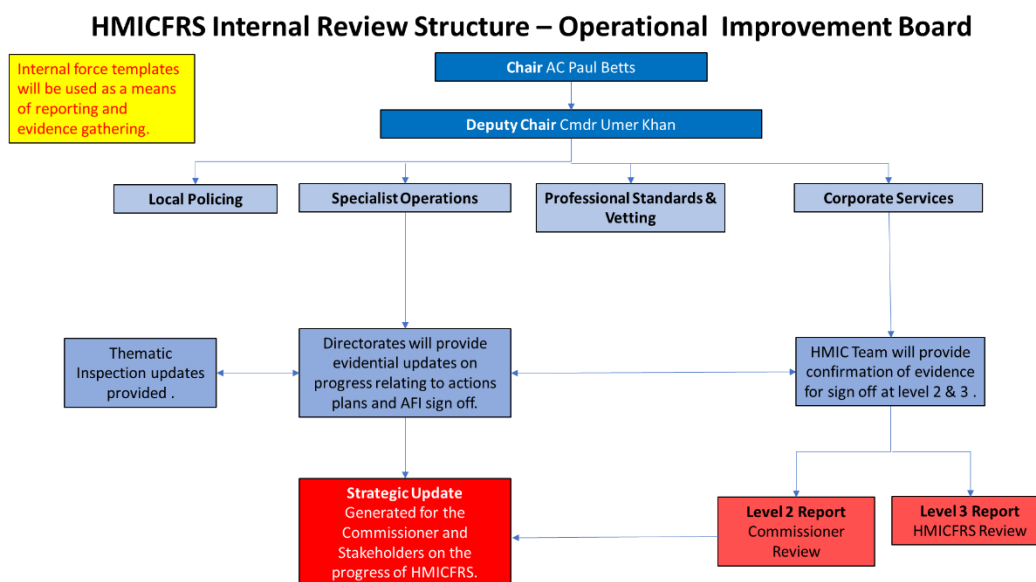 HMICFRS Internal Review Structure – Operational Improvement Board
Internal force templates
will be used as a means
of reporting and
evidence gathering.
Chair AC Paul Betts
Deputy Chair Cmdr Umer Khan
Local Policing
Specialist Operations
Professional Standards &
Vetting
Corporate Services
Thematic
Inspection updates
provided .
Directorates will provide
evidential updates on
progress relating to actions
plans and AFI sign off.
HMIC Team will provide
confirmation of evidence
for sign off at level 2 & 3 .
Strategic Update
Generated for the
Commissioner and
Stakeholders on the
progress of HMICFRS.
Level 2 Report
Commissioner
Review
Level 3 Report
HMICFRS Review